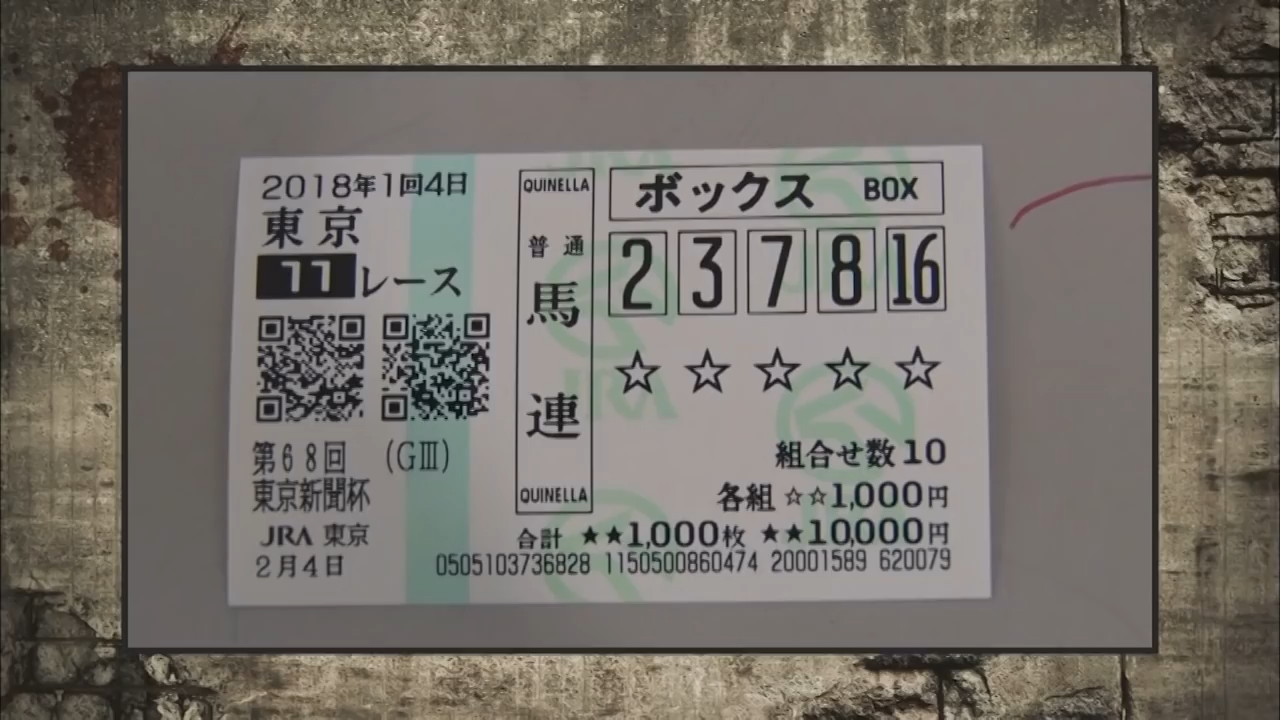 2018年1回4日
東京
11レース
第68回 (GⅢ)
東京新聞杯
JRA 東京
2月4日
QUINELLA
普通
馬連
QUINELLA
ボックス BOX
2 3 7 8 16
☆ ☆ ☆ ☆ ☆
組合せ数10
各組 ☆☆1,000円
合計 ★★1,000枚 ★★10,000円
0505103736828 1150500860474 20001589 620079
JRA